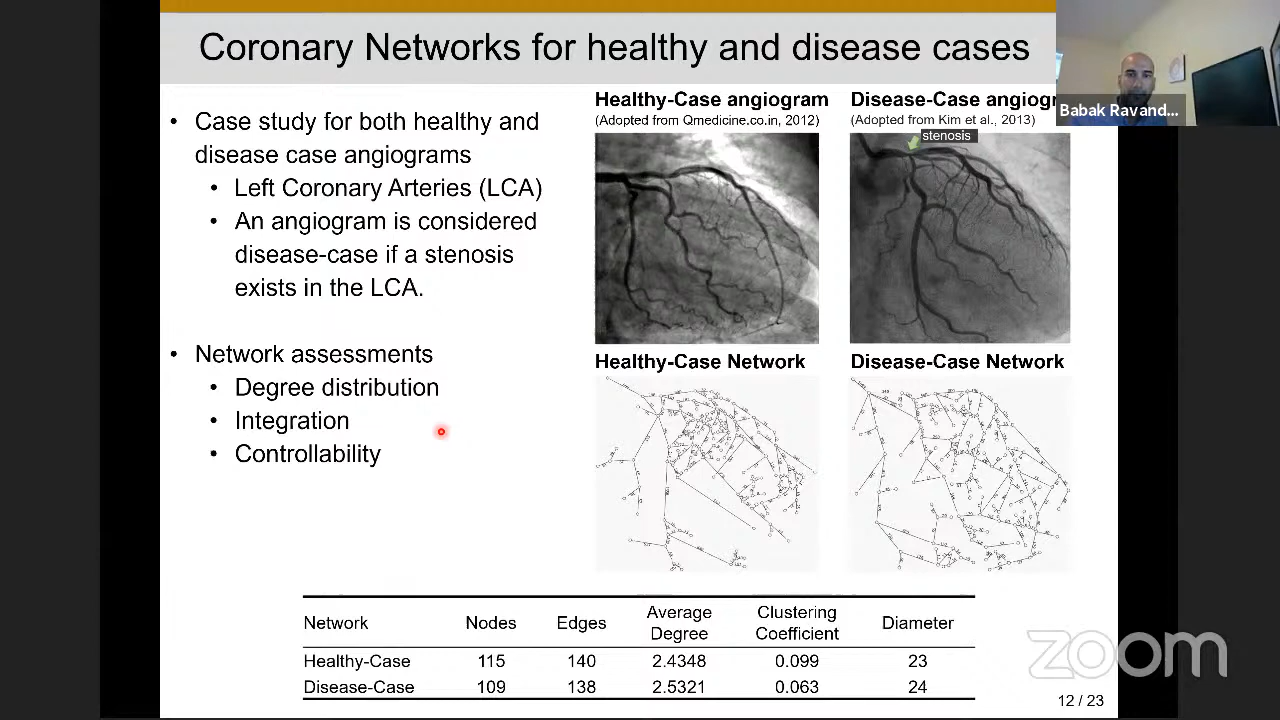 Coronary Networks for healthy and disease cases
• Case study for both healthy and
disease case angiograms
• Left Coronary Arteries (LCA)
• An angiogram is considered
disease-case if a stenosis
exists in the LCA.
• Network assessments
• Degree distribution
• Integration
• Controllability
Healthy-Case angiogram
(Adopted from Qmedicine.co.in, 2012)
Disease-Case angiogr
(Adopted from Kim et al., 2013)
stenosis
Babak Ravand...
Healthy-Case Network
Disease-Case Network
Network Nodes Edges Average Degree Clustering Coefficient Diameter
Healthy-Case 115 140 2.4348 0.099 23
Disease-Case 109 138 2.5321 0.063 24
zoom
12 / 23